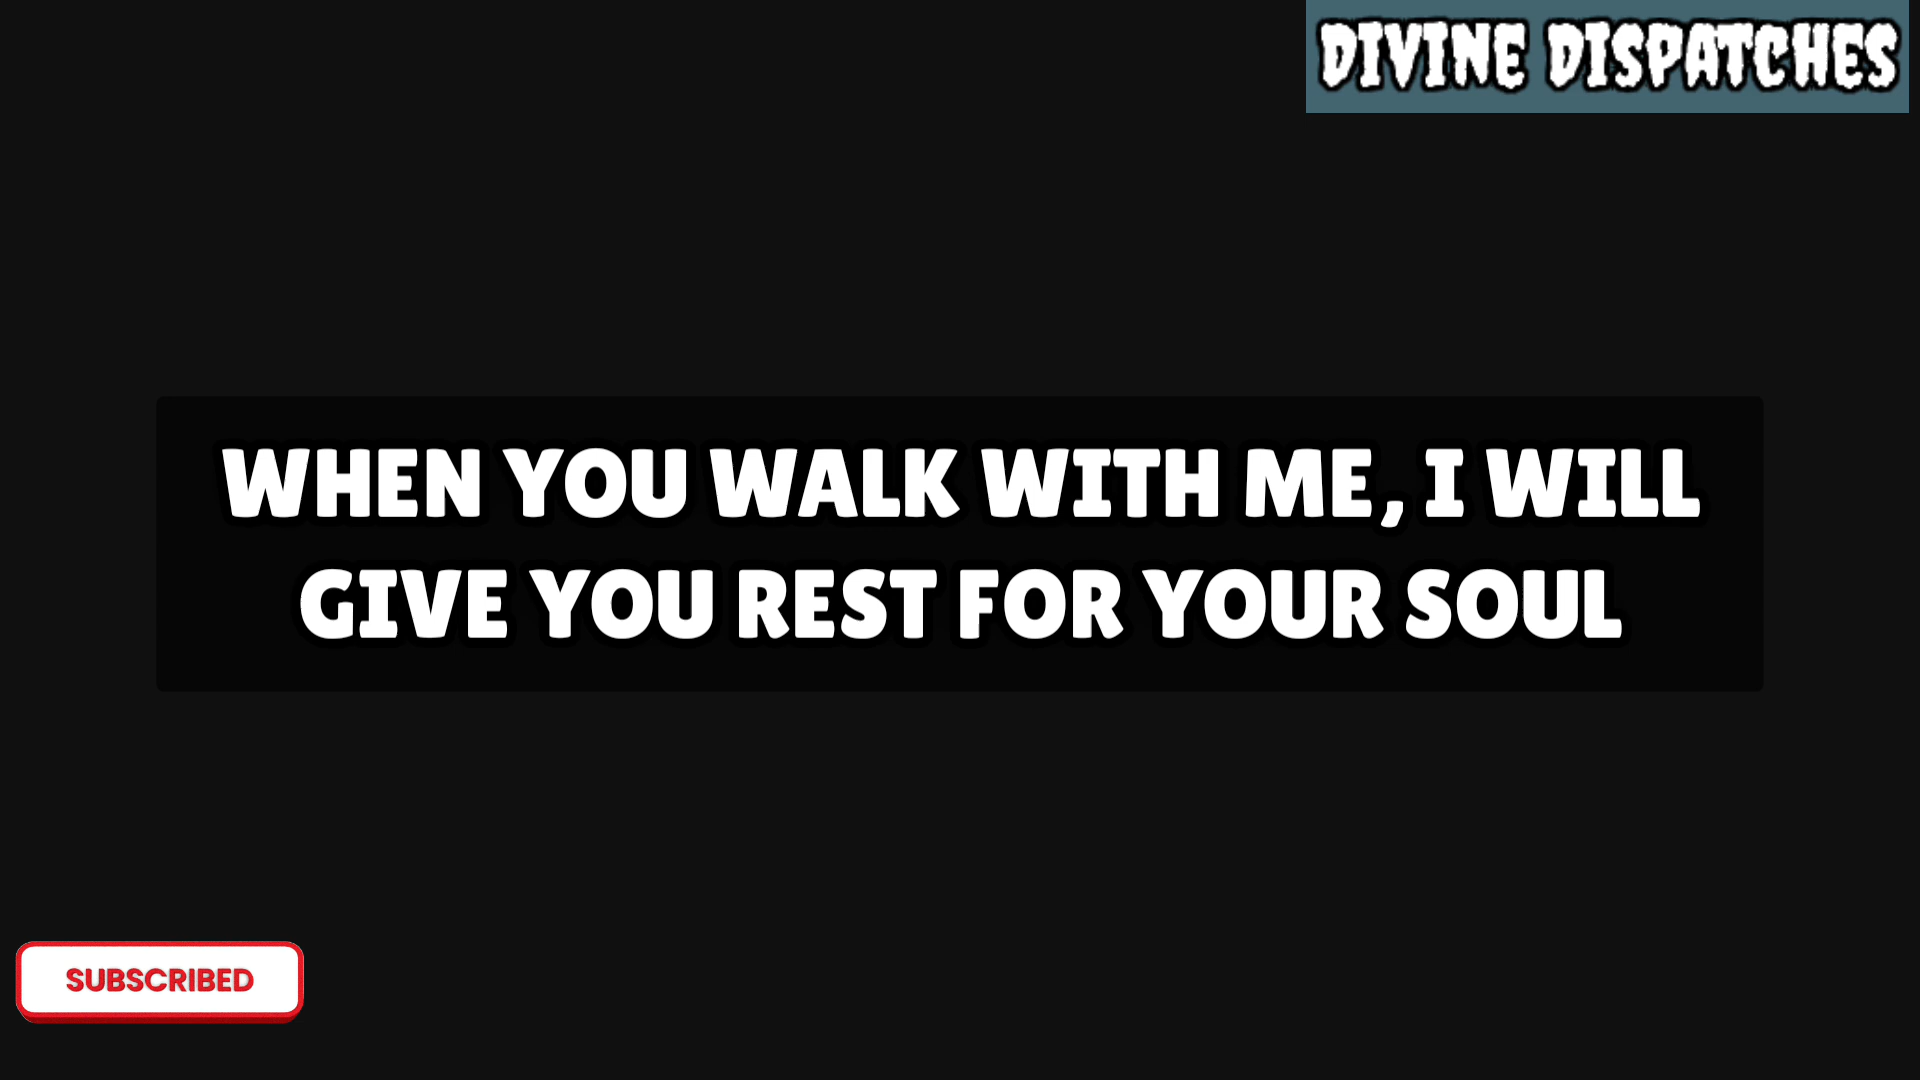 DIVINE DISPATCHES
WHEN YOU WALK WITH ME, I WILL
GIVE YOU REST FOR YOUR SOUL
SUBSCRIBED